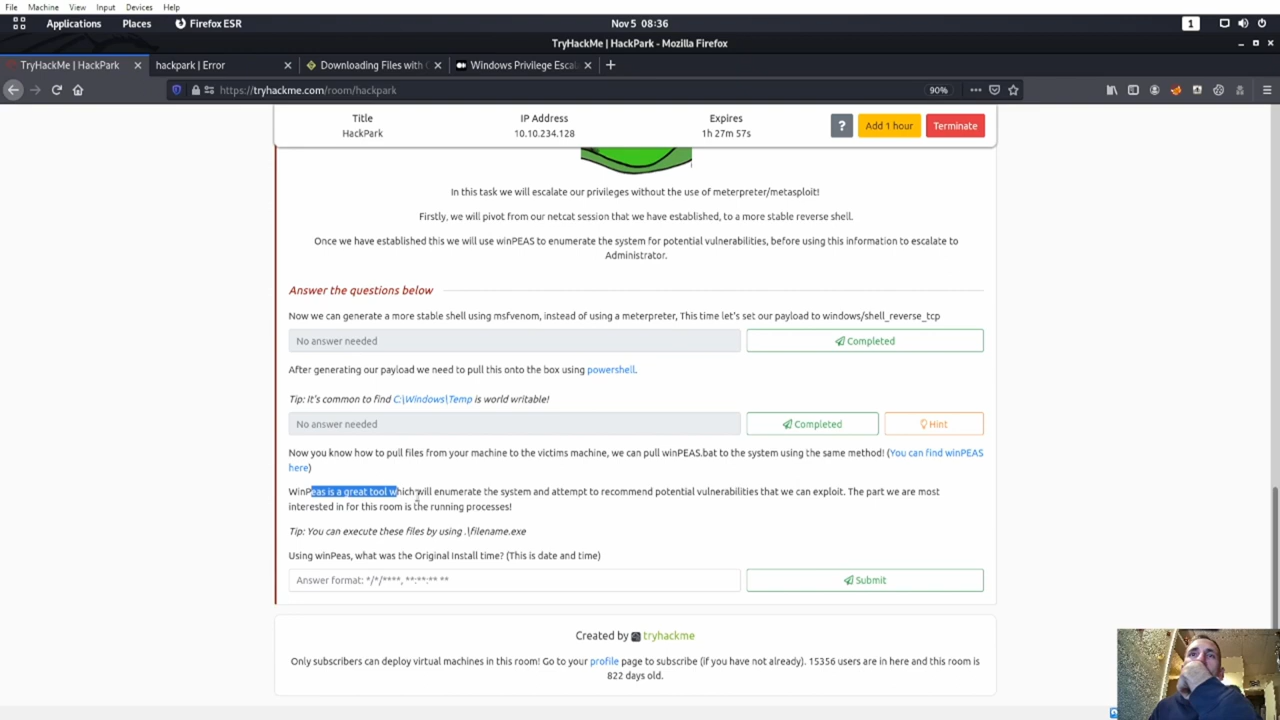 File Machine View Input Devices Help
Applications Places Firefox ESR Nov 5 08:36 1
TryHackMe | HackPark - Mozilla Firefox
TryHackMe | HackPark hackpark | Error Downloading Files with Windows Privilege Escal
https://tryhackme.com/room/hackpark 90%
Title IP Address Expires
HackPark 10.10.234.128 1h 27m 57s ? Add 1 hour Terminate
In this task we will escalate our privileges without the use of meterpreter/metasploit!
Firstly, we will pivot from our netcat session that we have established, to a more stable reverse shell.
Once we have established this we will use winPEAS to enumerate the system for potential vulnerabilities, before using this information to escalate to
Administrator.
Answer the questions below
Now we can generate a more stable shell using msfvenom, instead of using a meterpreter, This time let's set our payload to windows/shell_reverse_tcp
No answer needed Completed
After generating our payload we need to pull this onto the box using powershell.
Tip: It's common to find C:\Windows\Temp is world writable!
No answer needed Completed Hint
Now you know how to pull files from your machine to the victims machine, we can pull winPEAS.bat to the system using the same method! (You can find winPEAS
here)
WinPeas is a great tool which will enumerate the system and attempt to recommend potential vulnerabilities that we can exploit. The part we are most
interested in for this room is the running processes!
Tip: You can execute these files by using .\filename.exe
Using winPeas, what was the Original Install time? (This is date and time)
Answer format: */*/****, **:**:** ** Submit
Created by tryhackme
Only subscribers can deploy virtual machines in this room! Go to your profile page to subscribe (if you have not already). 15356 users are in here and this room is
822 days old.